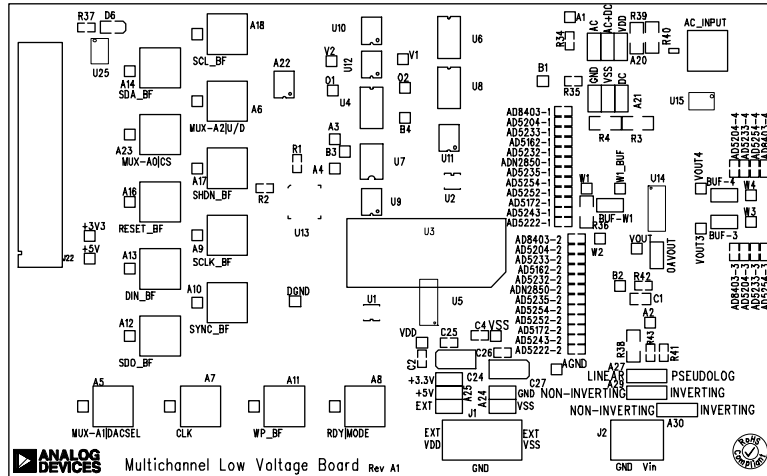 R37
D6
A18
U10
U6
A1
AC
AC+DC
VDD
R39
AC_INPUT
R34
R40
U25
SCL_BF
V2
V1
U12
A20
A14
SDA_BF
A22
O1
O2
U8
B1
R35
GND
VSS
DC
U15
U4
A6
MUX-A2|U/D
A21
A23
MUX-A0|CS
A3
B3
B4
U11
R4
R3
R1
A4
U7
U2
A17
SHDN_BF
R2
AD8403-1
AD5204-1
AD5233-1
AD5162-1
AD5232-1
ADN2850-1
AD5235-1
AD5254-1
AD5252-1
AD5172-1
AD5243-1
AD5222-1
AD5204-4
AD5233-4
AD5254-4
AD8403-4
W1
W1_BUF
U14
VOUT4
BUF-4
W4
A16
RESET_BF
U13
U9
R36
BUF-W1
W3
BUF-3
VOUT3
+3V3
+5V
J22
A9
SCLK_BF
U3
W2
VOUT
OAVOUT
AD8403-2
AD5204-2
AD5233-2
AD5162-2
AD5232-2
ADN2850-2
AD5235-2
AD5254-2
AD5252-2
AD5172-2
AD5243-2
AD5222-2
AD8403-3
AD5204-3
AD5233-3
AD5254-3
A13
DIN_BF
A10
SYNC_BF
DGND
U1
U5
B2
R42
C1
A12
SDO_BF
VDD
C25
C4
VSS
A2
C2
C26
R38
R43
R41
AGND
A5
MUX-A1|DACSEL
A7
CLK
A11
WP_BF
A8
RDY|MODE
+3.3V
+5V
EXT
C24
A25
A24
C27
GND
VSS
A27
LINEAR
PSEUDOLOG
A29
NON-INVERTING
INVERTING
NON-INVERTING
INVERTING
A30
J1
EXT
VDD
EXT
VSS
GND
J2
GND Vin
ANALOG
DEVICES
Multichannel Low Voltage Board Rev A1
RoHS
Compliant